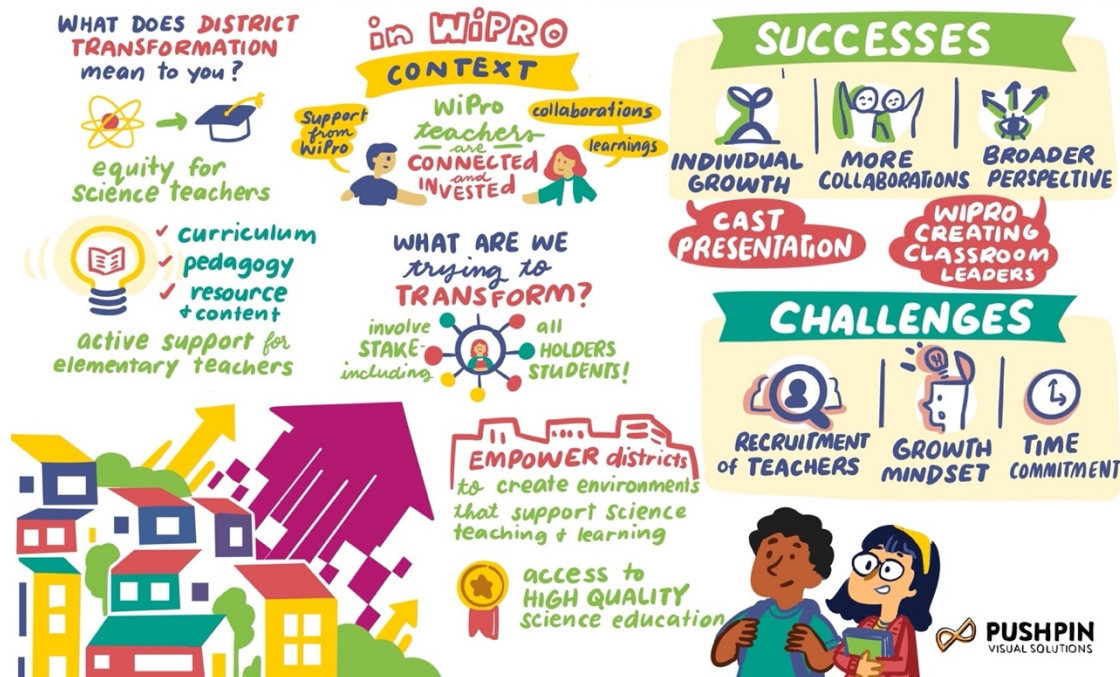 WHAT DOES DISTRICT
TRANSFORMATION
mean to you?
equity for
science teachers
curriculum
pedagogy
resource
+ content
active support for
elementary teachers
in WiPRO
CONTEXT
Support
from
WiPro
WiPro
teachers
are
CONNECTED
and
INVESTED
collaborations
learnings
WHAT ARE WE
trying to
TRANSFORM?
involve all
STAKE-HOLDERS
including STUDENTS!
EMPOWER districts
to create environments
that support science
teaching + learning
access to
HIGH QUALITY
science education
SUCCESSES
INDIVIDUAL
GROWTH
MORE
COLLABORATIONS
BROADER
PERSPECTIVE
CAST
PRESENTATION
WIPRO
CREATING
CLASSROOM
LEADERS
CHALLENGES
RECRUITMENT
of TEACHERS
GROWTH
MINDSET
TIME
COMMITMENT
PUSHPIN
VISUAL SOLUTIONS